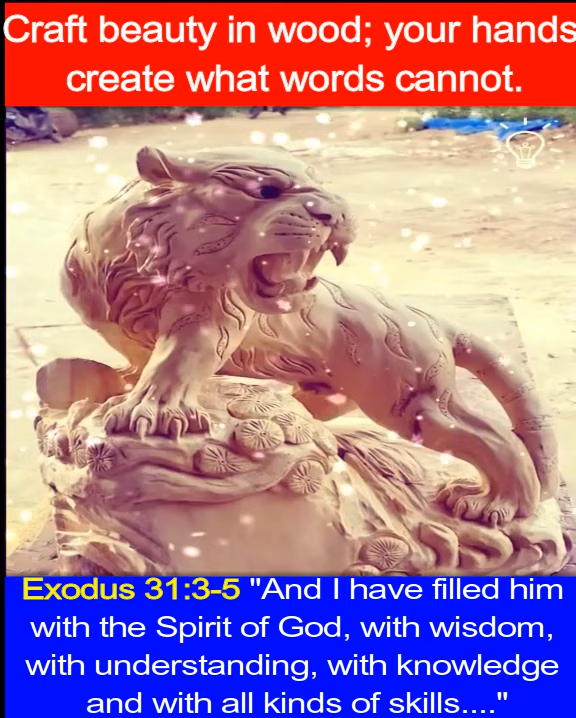 Craft beauty in wood; your hands
create what words cannot.
Exodus 31:3-5 "And I have filled him
with the Spirit of God, with wisdom,
with understanding, with knowledge
and with all kinds of skills...."